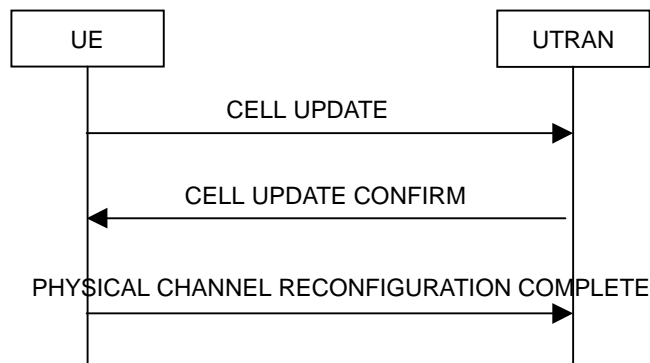 UE
UTRAN
CELL UPDATE
CELL UPDATE CONFIRM
PHYSICAL CHANNEL RECONFIGURATION COMPLETE